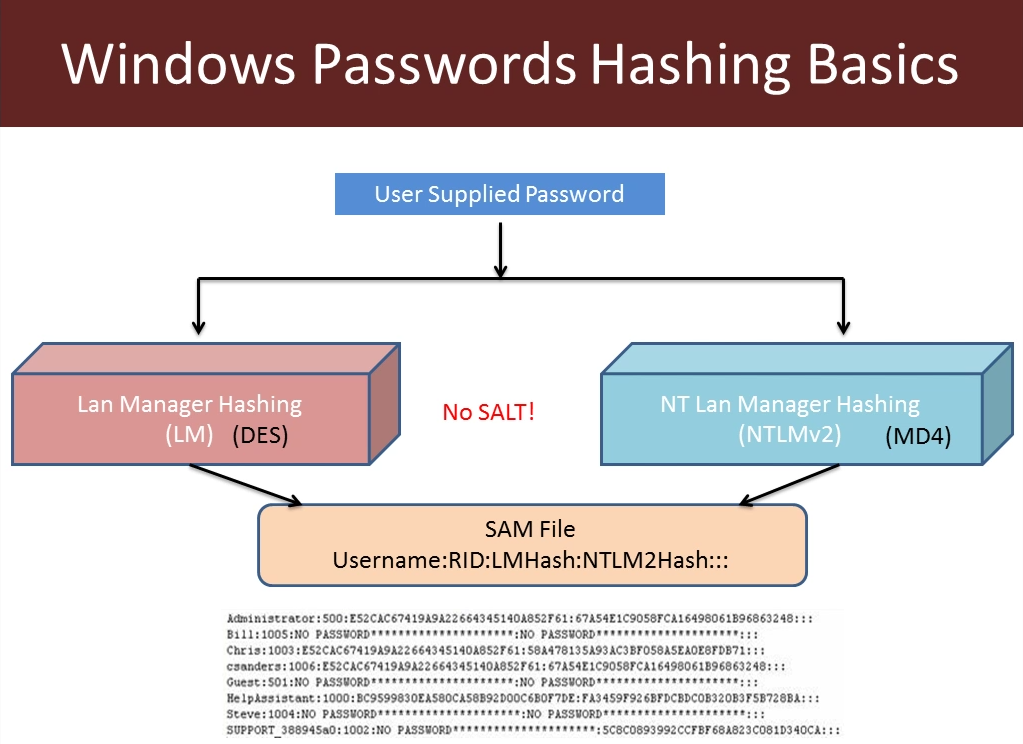 Windows Passwords Hashing Basics
User Supplied Password
Lan Manager Hashing
(LM) (DES)
No SALT!
NT Lan Manager Hashing
(NTLMv2) (MD4)
SAM File
Username:RID:LMHash:NTLM2Hash:::
Administrator:500:E52CAC67419A9A22664345140A852F61:67A54E1C9058FCA16498061B96863248:::
Bill:1005:NO PASSWORD*********************:NO PASSWORD*********************:::
Chris:1003:E52CAC67419A9A22664345140A852F61:58A478135A93AC3BF058A5EA0E8FDB71:::
csanders:1006:E52CAC67419A9A22664345140A852F61:67A54E1C9058FCA16498061B96863248:::
Guest:501:NO PASSWORD*********************:NO PASSWORD*********************:::
HelpAssistant:1000:BC9599830EA580CA58B92D00C6B0F7DE:FA3459F926BFDCBDC0B320B3F5B728BA:::
Steve:1004:NO PASSWORD*********************:NO PASSWORD*********************:::
SUPPORT_388945a0:1002:NO PASSWORD*********************:5C8C0893992CCFBF68A823C081D340CA:::